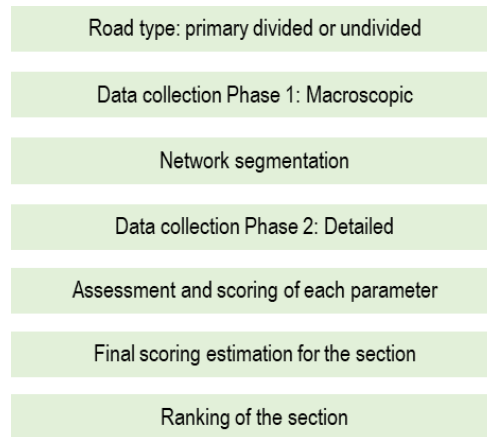 Road type: primary divided or undivided
Data collection Phase 1: Macroscopic
Network segmentation
Data collection Phase 2: Detailed
Assessment and scoring of each parameter
Final scoring estimation for the section
Ranking of the section